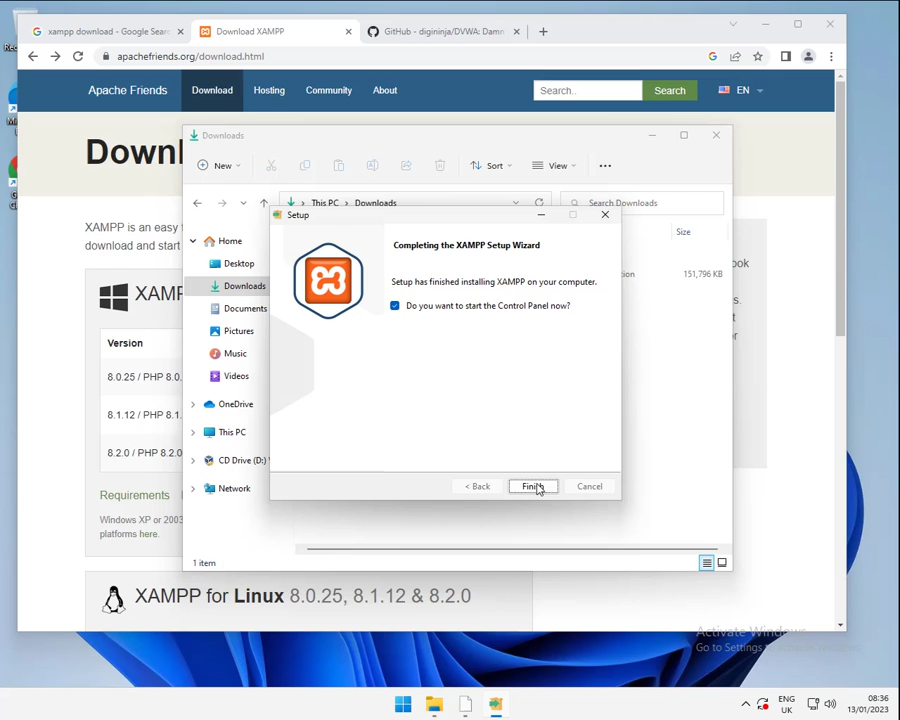 xampp download - Google Sear
Download XAMPP
GitHub - digininja/DVWA: Damn
apachefriends.org/download.html
Apache Friends
Download
Hosting
Community
About
Search..
Search
EN
Downloads
New
Sort
View
This PC
Downloads
Search Downloads
Size
151,796 KB
Home
Desktop
Downloads
Documents
Pictures
Music
Videos
OneDrive
This PC
CD Drive (D:)
Network
1 item
Setup
Completing the XAMPP Setup Wizard
Setup has finished installing XAMPP on your computer.
Do you want to start the Control Panel now?
< Back
Finish
Cancel
XAMPP is an easy
download and start
Version
8.0.25 / PHP 8.0.
8.1.12 / PHP 8.1.
8.2.0 / PHP 8.2.0
Requirements
Windows XP or 2003
platforms here.
XAMPP for Linux 8.0.25, 8.1.12 & 8.2.0
Activate Windows
Go to Settings
ENG
UK
08:36
13/01/2023